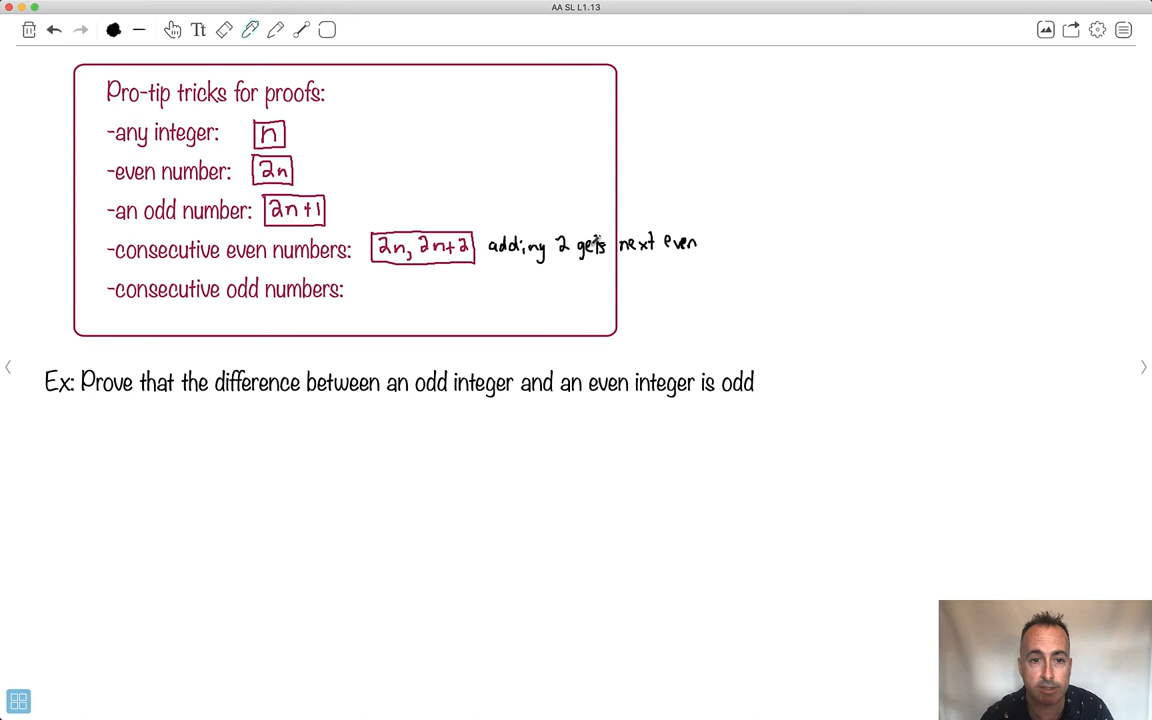 AA SL L1.13
Tt
Pro-tip tricks for proofs:
-any integer: n
-even number: 2n
-an odd number: 2n+1
-consecutive even numbers: 2n, 2n+2 adding 2 gets next even
-consecutive odd numbers:
Ex: Prove that the difference between an odd integer and an even integer is odd